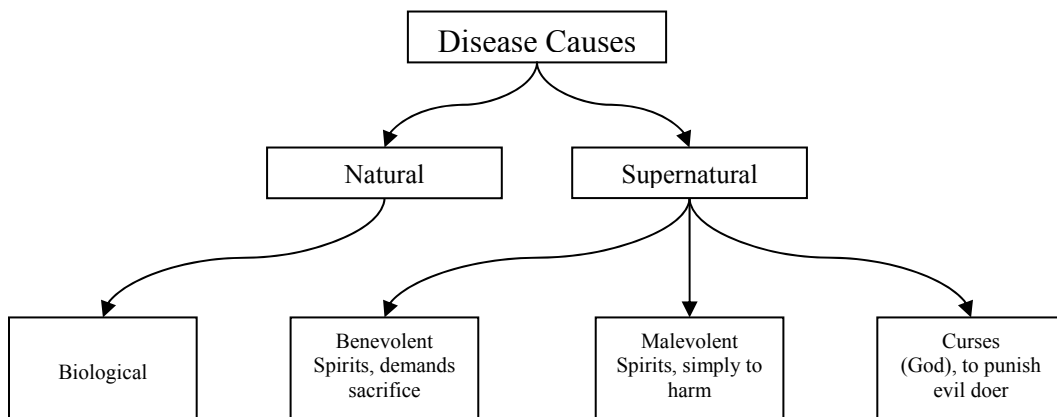 Disease Causes
Natural
Supernatural
Biological
Benevolent
Spirits, demands
sacrifice
Malevolent
Spirits, simply to
harm
Curses
(God), to punish
evil doer